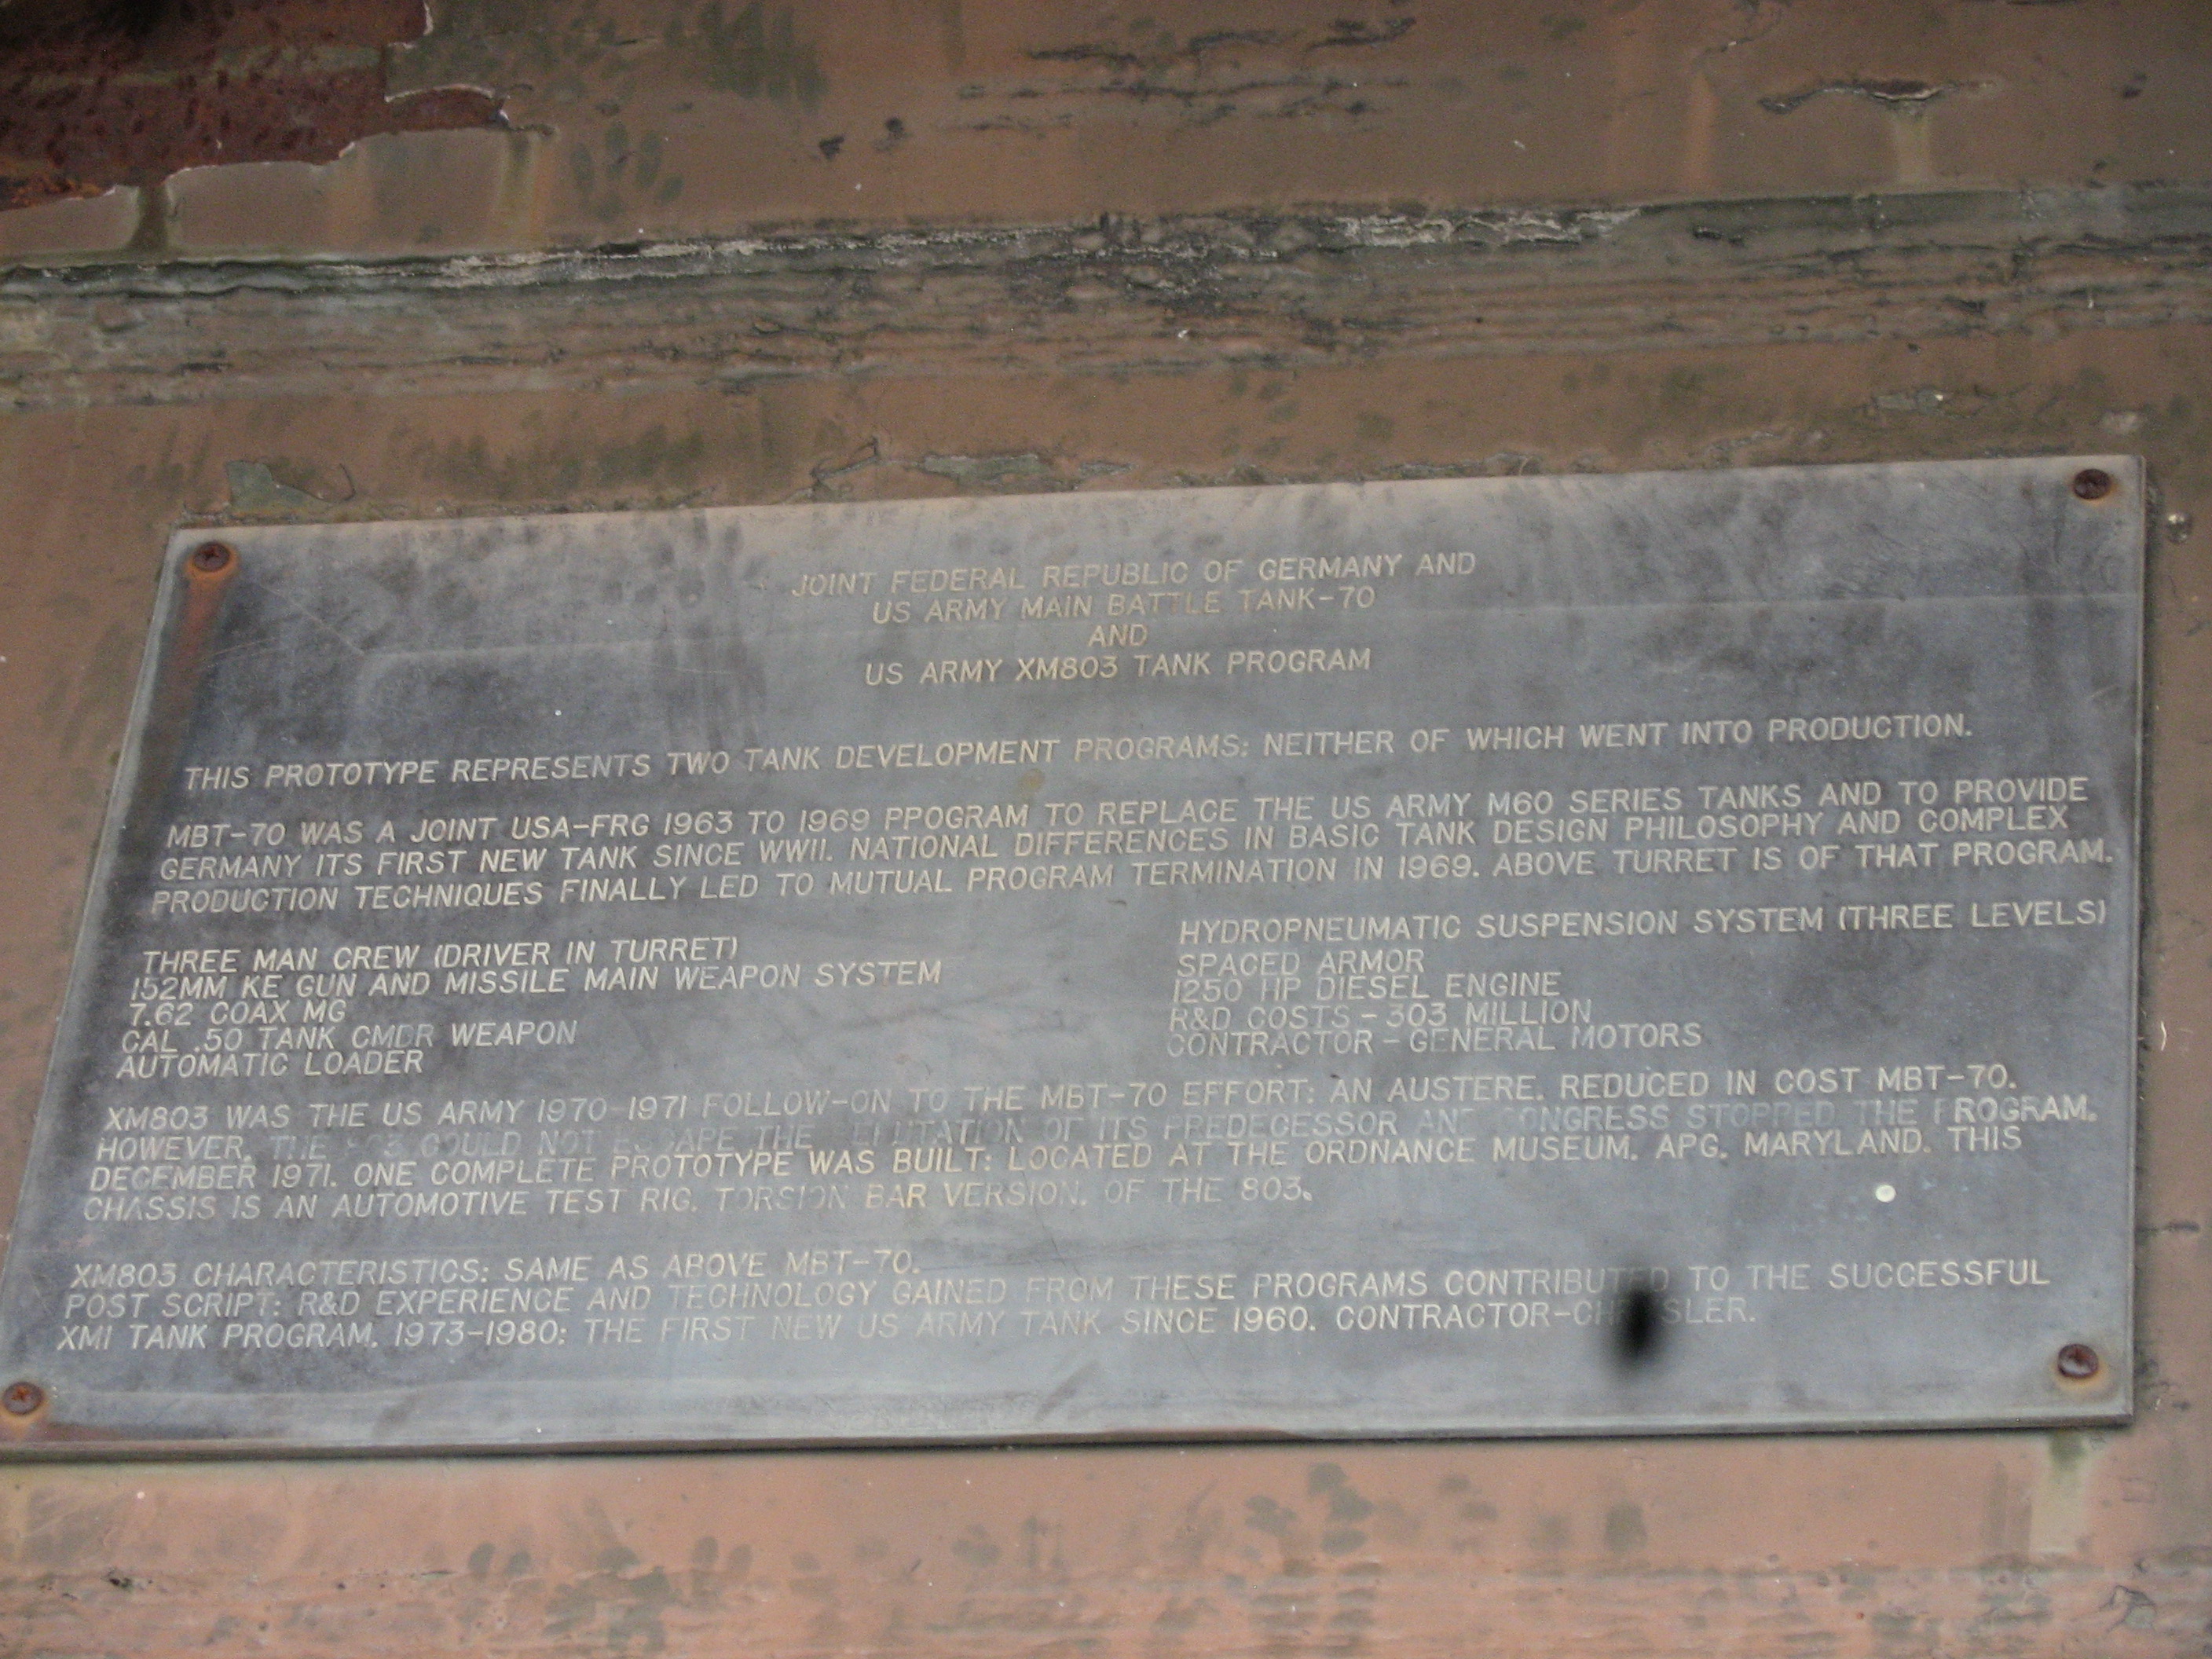 JOINT FEDERAL REPUBLIC OF GERMANY AND
US ARMY MAIN BATTLE TANK-70
AND
US ARMY XM803 TANK PROGRAM
THIS PROTOTYPE REPRESENTS TWO TANK DEVELOPMENT PROGRAMS; NEITHER OF WHICH WENT INTO PRODUCTION.
MBT-70 WAS A JOINT USA-FRG 1963 TO 1969 PPOGRAM TO REPLACE THE US ARMY M60 SERIES TANKS AND TO PROVIDE
GERMANY ITS FIRST NEW TANK SINCE WWII. NATIONAL DIFFERENCES IN BASIC TANK DESIGN PHILOSOPHY AND COMPLEX
PRODUCTION TECHNIQUES FINALLY LED TO MUTUAL PROGRAM TERMINATION IN 1969. ABOVE TURRET IS OF THAT PROGRAM.
THREE MAN CREW (DRIVER IN TURRET)
152MM KE GUN AND MISSILE MAIN WEAPON SYSTEM
7.62 COAX MG
CAL .50 TANK CMDR WEAPON
AUTOMATIC LOADER
HYDROPNEUMATIC SUSPENSION SYSTEM (THREE LEVELS)
SPACED ARMOR
1250 HP DIESEL ENGINE
R&D COSTS - 303 MILLION
CONTRACTOR - GENERAL MOTORS
XM803 WAS THE US ARMY 1970-1971 FOLLOW-ON TO THE MBT-70 EFFORT: AN AUSTERE, REDUCED IN COST MBT-70.
HOWEVER, THE 803 COULD NOT ESCAPE THE REPUTATION OF ITS PREDECESSOR AND CONGRESS STOPPED THE PROGRAM,
DECEMBER 1971. ONE COMPLETE PROTOTYPE WAS BUILT; LOCATED AT THE ORDNANCE MUSEUM, APG, MARYLAND. THIS
CHASSIS IS AN AUTOMOTIVE TEST RIG, TORSION BAR VERSION, OF THE 803.
XM803 CHARACTERISTICS: SAME AS ABOVE MBT-70.
POST SCRIPT: R&D EXPERIENCE AND TECHNOLOGY GAINED FROM THESE PROGRAMS CONTRIBUTED TO THE SUCCESSFUL
XM1 TANK PROGRAM, 1973-1980; THE FIRST NEW US ARMY TANK SINCE 1960. CONTRACTOR-CHRYSLER.